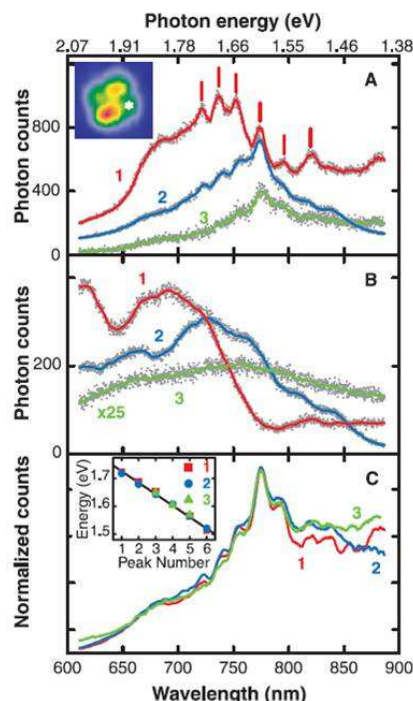 Photon energy (eV)
2.07 1.91 1.78 1.66 1.55 1.46 1.38
A
Photon counts
800
400
0
1
2
3
B
Photon counts
200
0
1
2
x25
3
C
Normalized counts
Energy (eV)
1.7
1.6
1.5
1 2 3 4 5 6
Peak Number
1
2
3
3
1
2
600 650 700 750 800 850 900
Wavelength (nm)